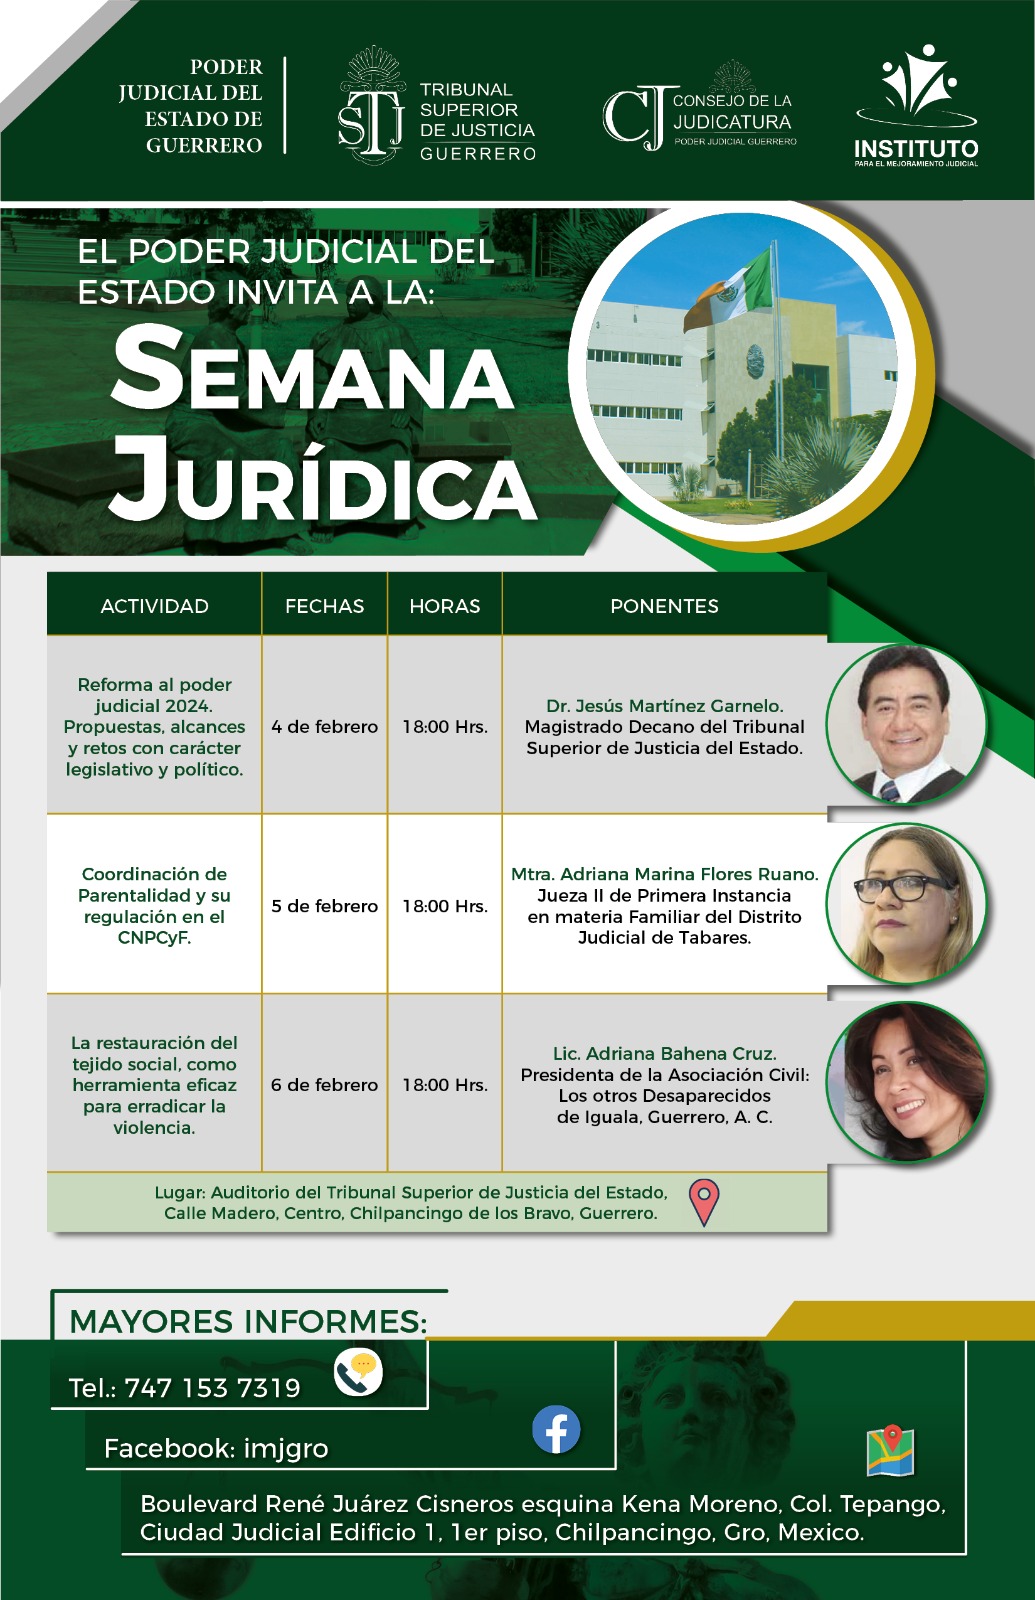 PODER
JUDICIAL DEL
ESTADO DE
GUERRERO
STJ
TRIBUNAL
SUPERIOR
DE JUSTICIA
GUERRERO
CJ
CONSEJO DE LA
JUDICATURA
PODER JUDICIAL GUERRERO
INSTITUTO
PARA EL MEJORAMIENTO JUDICIAL
EL PODER JUDICIAL DEL
ESTADO INVITA A LA:
SEMANA
JURÍDICA
ACTIVIDAD FECHAS HORAS PONENTES
Reforma al poder
judicial 2024.
Propuestas, alcances
y retos con carácter
legislativo y político.
4 de febrero
18:00 Hrs.
Dr. Jesús Martínez Garnelo.
Magistrado Decano del Tribunal
Superior de Justicia del Estado.
Coordinación de
Parentalidad y su
regulación en el
CNPCyF.
5 de febrero
18:00 Hrs.
Mtra. Adriana Marina Flores Ruano.
Jueza II de Primera Instancia
en materia Familiar del Distrito
Judicial de Tabares.
La restauración del
tejido social, como
herramienta eficaz
para erradicar la
violencia.
6 de febrero
18:00 Hrs.
Lic. Adriana Bahena Cruz.
Presidenta de la Asociación Civil:
Los otros Desaparecidos
de Iguala, Guerrero, A. C.
Lugar: Auditorio del Tribunal Superior de Justicia del Estado,
Calle Madero, Centro, Chilpancingo de los Bravo, Guerrero.
MAYORES INFORMES:
Tel.: 747 153 7319
Facebook: imjgro
Boulevard René Juárez Cisneros esquina Kena Moreno, Col. Tepango,
Ciudad Judicial Edificio 1, 1er piso, Chilpancingo, Gro, Mexico.